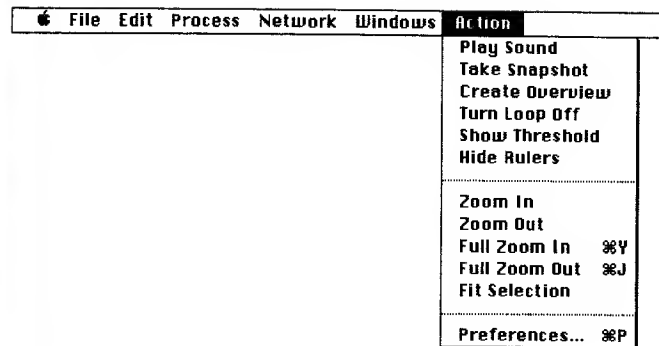 File Edit Process Network Windows Action
Play Sound
Take Snapshot
Create Overview
Turn Loop Off
Show Threshold
Hide Rulers
Zoom In
Zoom Out
Full Zoom In ⌘Y
Full Zoom Out ⌘J
Fit Selection
Preferences... ⌘P